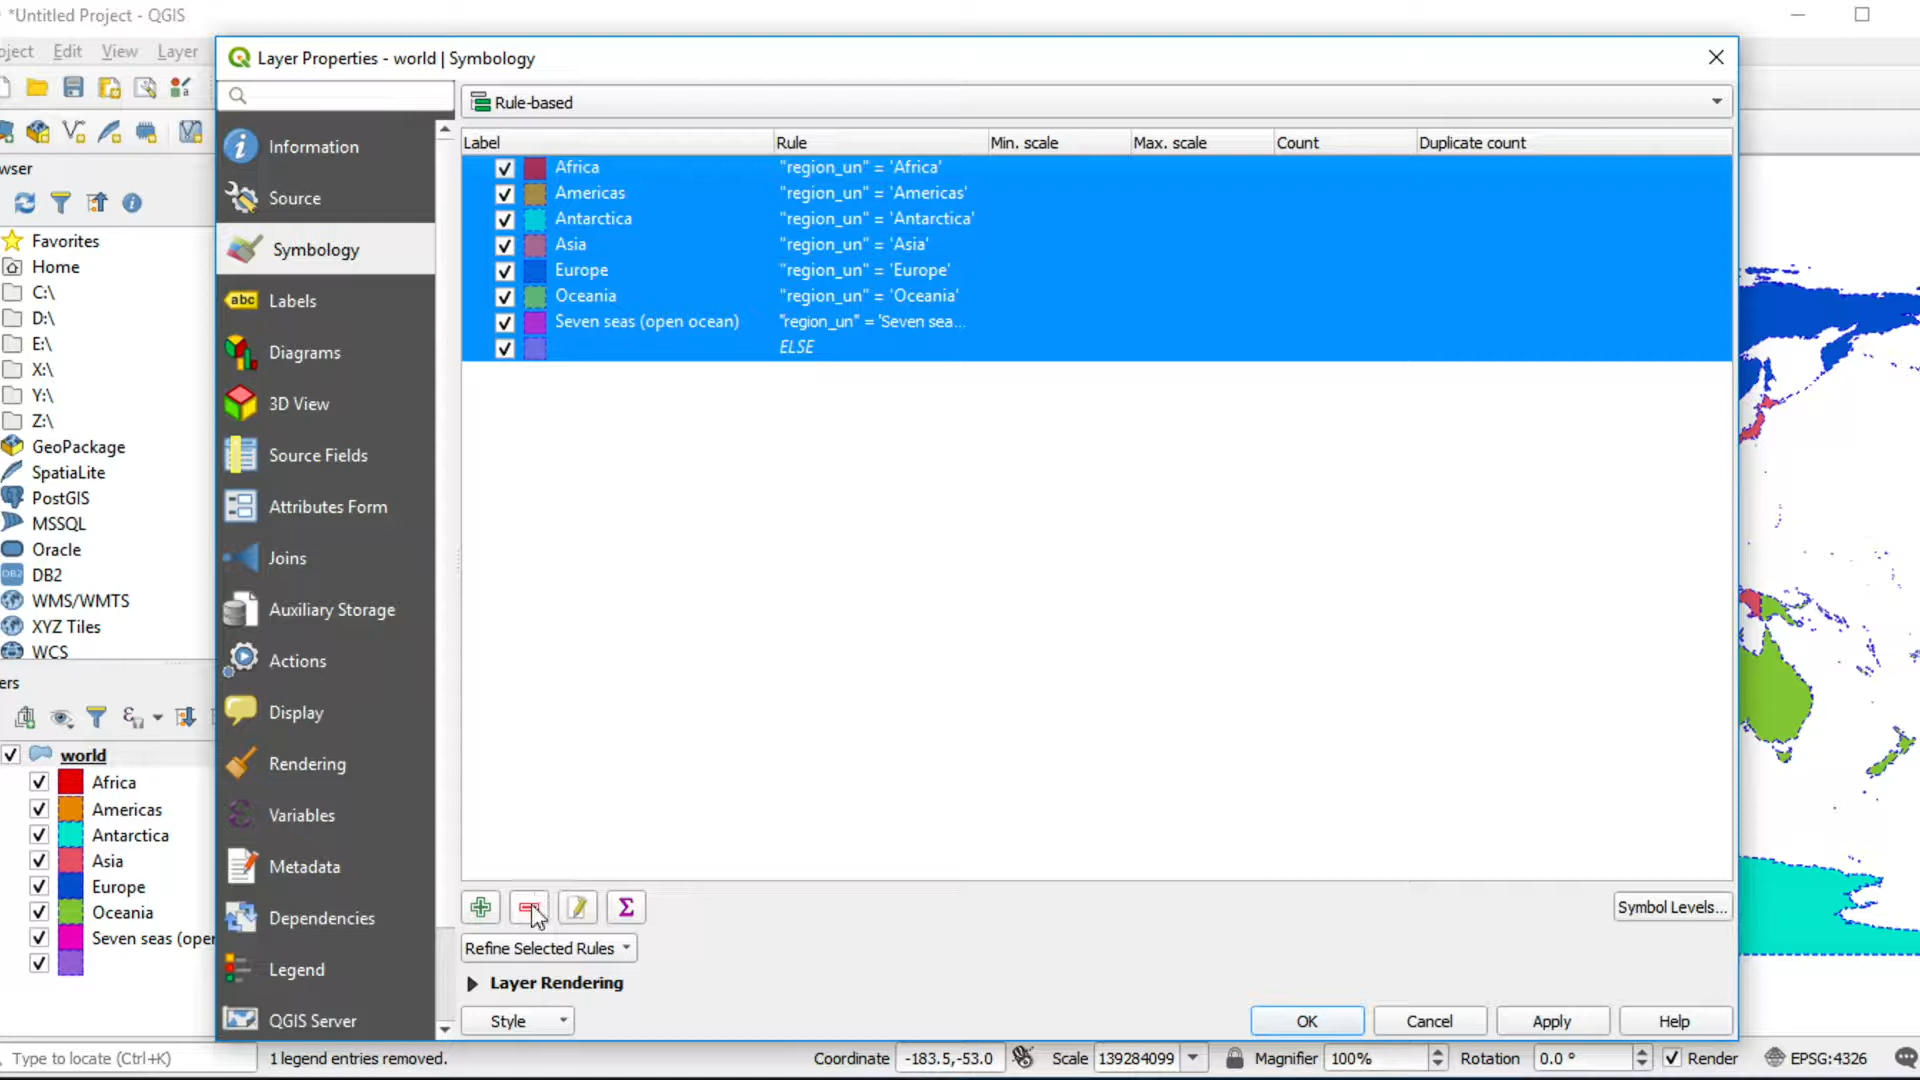 *Untitled Project - QGIS
oject Edit View Layer
Layer Properties - world | Symbology
Rule-based
wser
Favorites
Home
C:\
D:\
E:\
X:\
Y:\
Z:\
GeoPackage
SpatiaLite
PostGIS
MSSQL
Oracle
DB2
WMS/WMTS
XYZ Tiles
WCS
ers
world
Africa
Americas
Antarctica
Asia
Europe
Oceania
Seven seas (oper
Information
Source
Symbology
abc Labels
Diagrams
3D View
Source Fields
Attributes Form
Joins
Auxiliary Storage
Actions
Display
Rendering
Variables
Metadata
Dependencies
Legend
QGIS Server
Label Rule Min. scale Max. scale Count Duplicate count
Africa "region_un" = 'Africa'
Americas "region_un" = 'Americas'
Antarctica "region_un" = 'Antarctica'
Asia "region_un" = 'Asia'
Europe "region_un" = 'Europe'
Oceania "region_un" = 'Oceania'
Seven seas (open ocean) "region_un" = 'Seven sea...
ELSE
Symbol Levels...
Refine Selected Rules
Layer Rendering
Style OK Cancel Apply Help
Type to locate (Ctrl+K) 1 legend entries removed. Coordinate -183.5,-53.0 Scale 139284099 Magnifier 100% Rotation 0.0 ° Render EPSG:4326